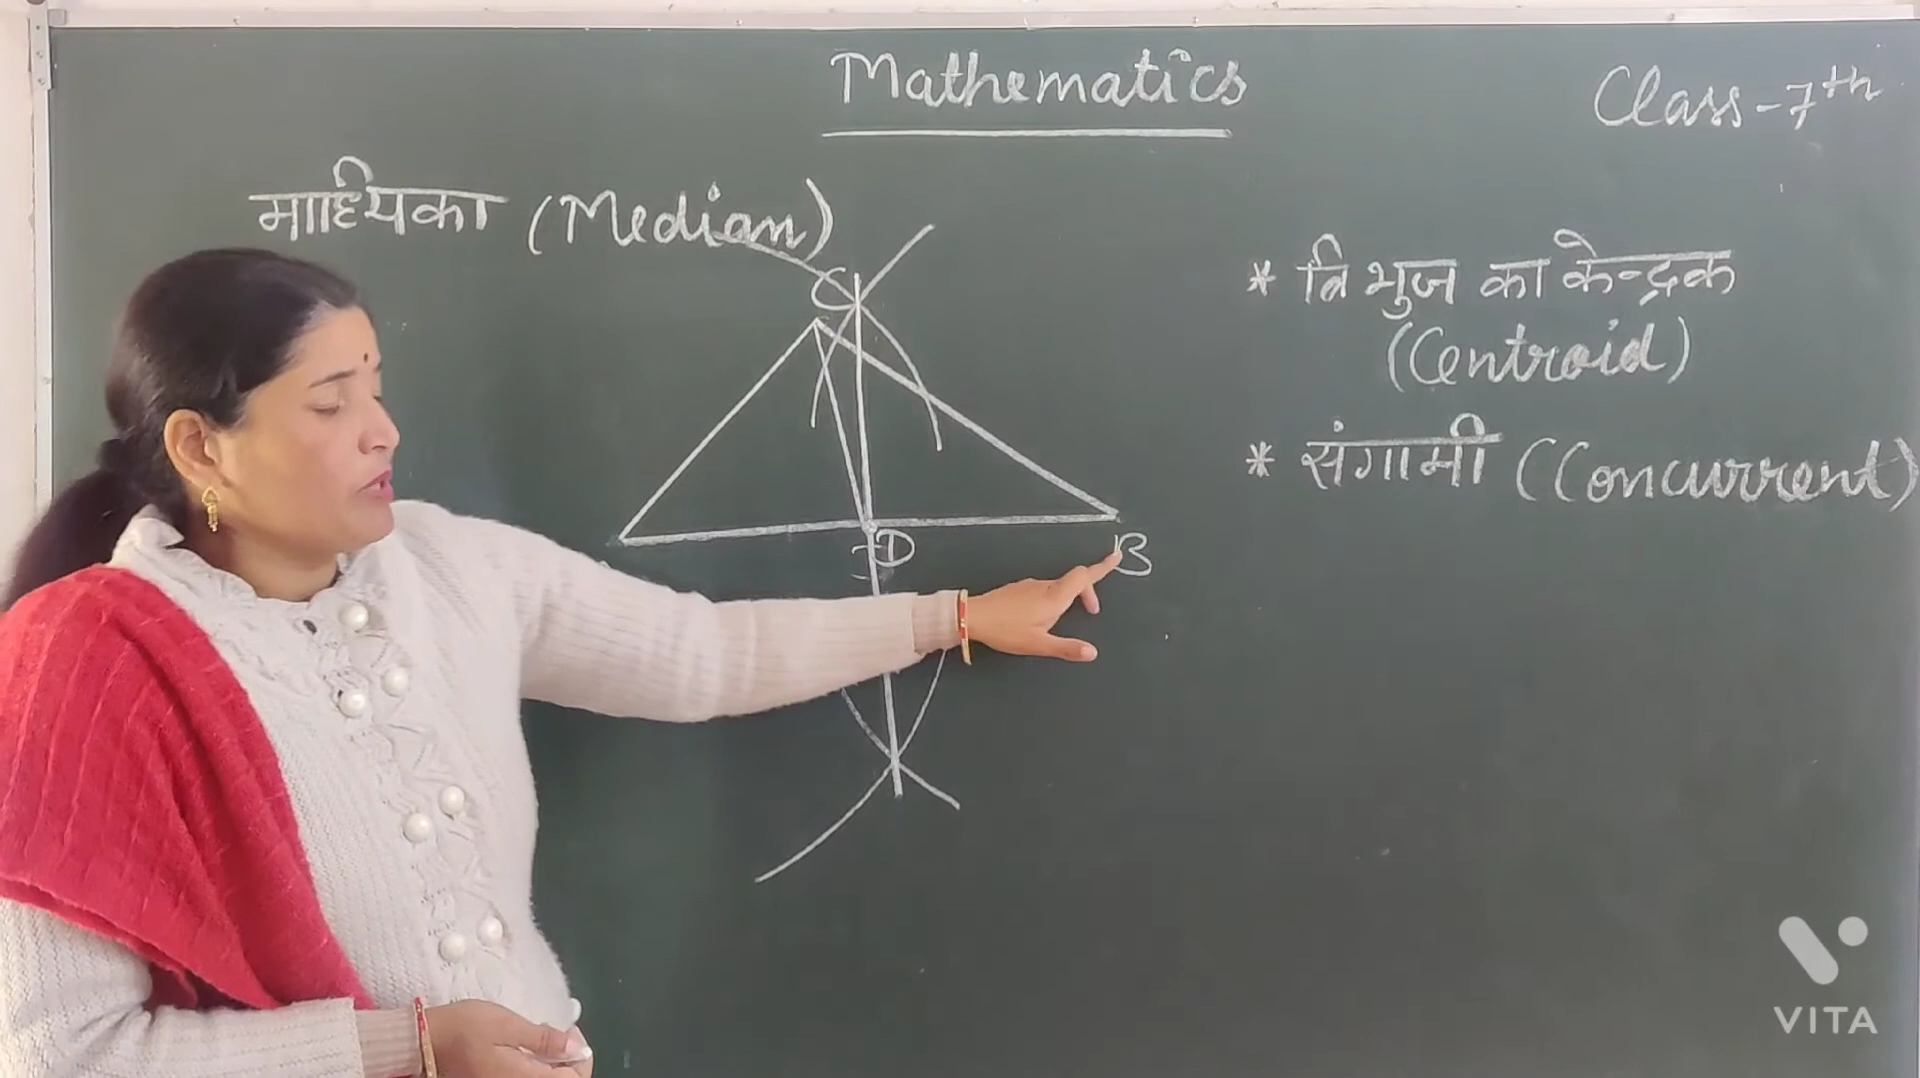 Mathematics
Class-7th
माध्यिका (Median)
C
D
B
* त्रिभुज का केन्द्रक
(Centroid)
* संगामी (Concurrent)
VITA